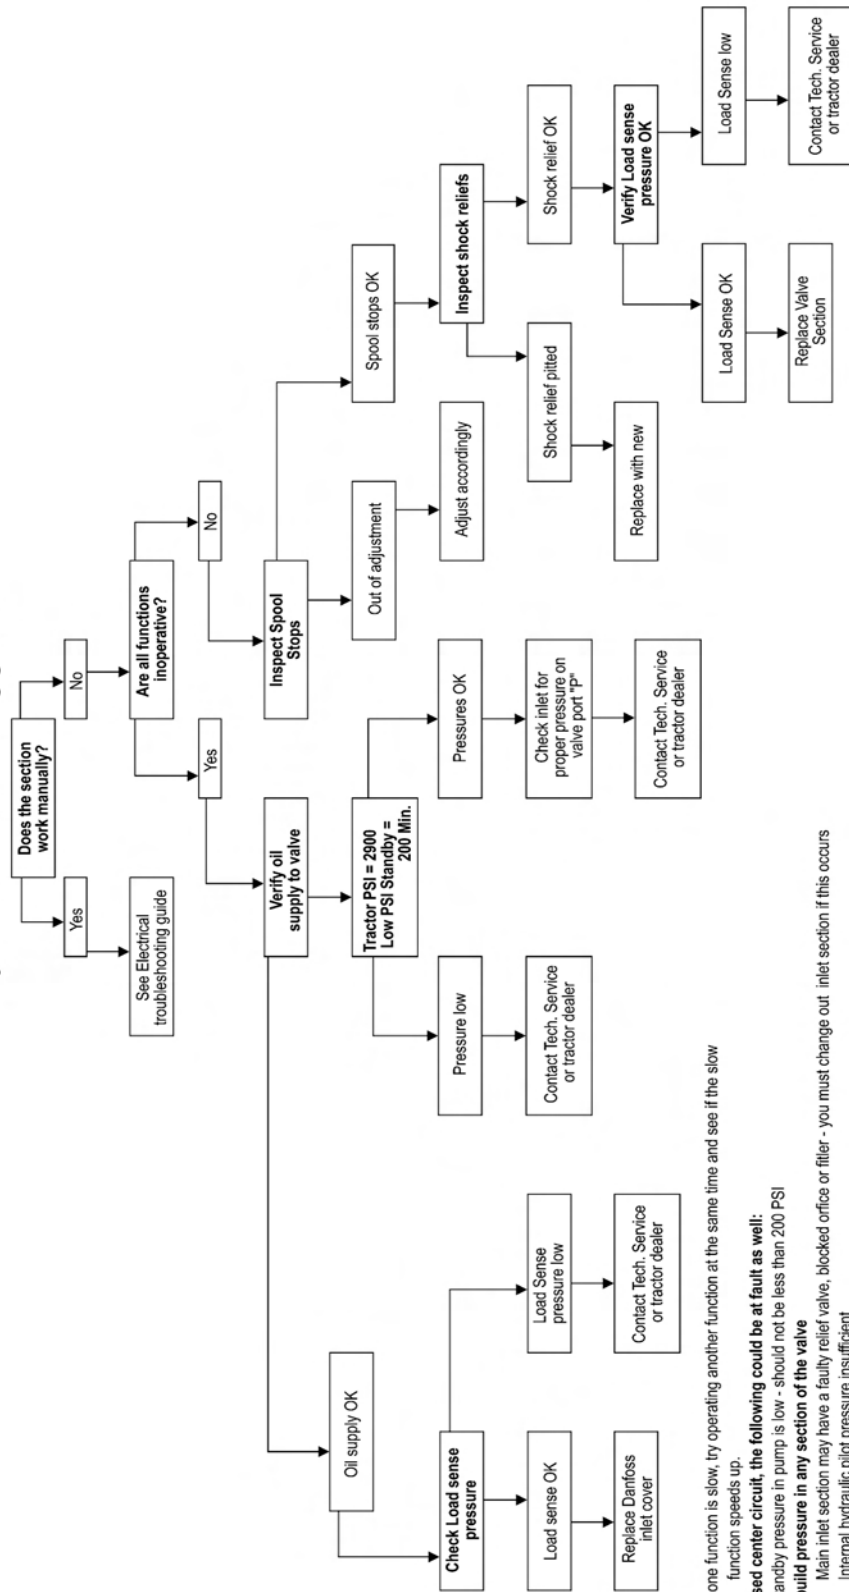 Does the section
work manually?
Yes
No
See Electrical
troubleshooting guide
Are all functions
inoperative?
Yes
No
Verify oil
supply to valve
Inspect Spool
Stops
Oil supply OK
Tractor PSI = 2900
Low PSI Standby =
200 Min.
Out of adjustment
Spool stops OK
Check Load sense
pressure
Pressure low
Pressures OK
Adjust accordingly
Inspect shock reliefs
Load sense OK
Load Sense
pressure low
Contact Tech. Service
or tractor dealer
Check inlet for
proper pressure on
valve port "P"
Shock relief pitted
Shock relief OK
Replace Danfoss
inlet cover
Contact Tech. Service
or tractor dealer
Contact Tech. Service
or tractor dealer
Replace with new
Verify Load sense
pressure OK
Load Sense OK
Load Sense low
Replace Valve
Section
Contact Tech. Service
or tractor dealer
one function is slow, try operating another function at the same time and see if the slow
function speeds up.
sed center circuit, the following could be at fault as well:
andby pressure in pump is low - should not be less than 200 PSI
build pressure in any section of the valve
Main inlet section may have a faulty relief valve, blocked orfice or fitler - you must change out inlet section if this occurs
Internal hydraulic pilot pressure insufficient